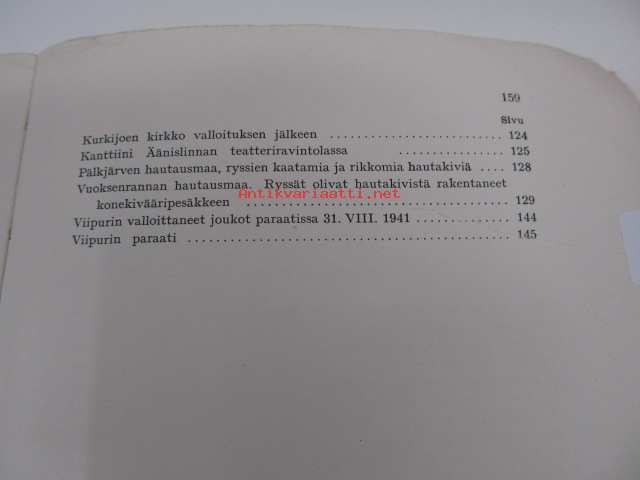 159
Sivu
Kurkijoen kirkko valloituksen jälkeen .......................... 124
Kanttiini Äänislinnan teatteriravintolassa ............... 125
Pälkjärven hautausmaa, ryssien kaatamia ja rikkomia hautakiviä .... 128
Vuoksenrannan hautausmaa. Ryssät olivat hautakivistä rakentaneet
konekivääripesäkkeen ....................................... 129
Viipurin valloittaneet joukot paraatissa 31. VIII. 1941 .............. 144
Viipurin paraati ................................................ 145
Antikvariaatti.net